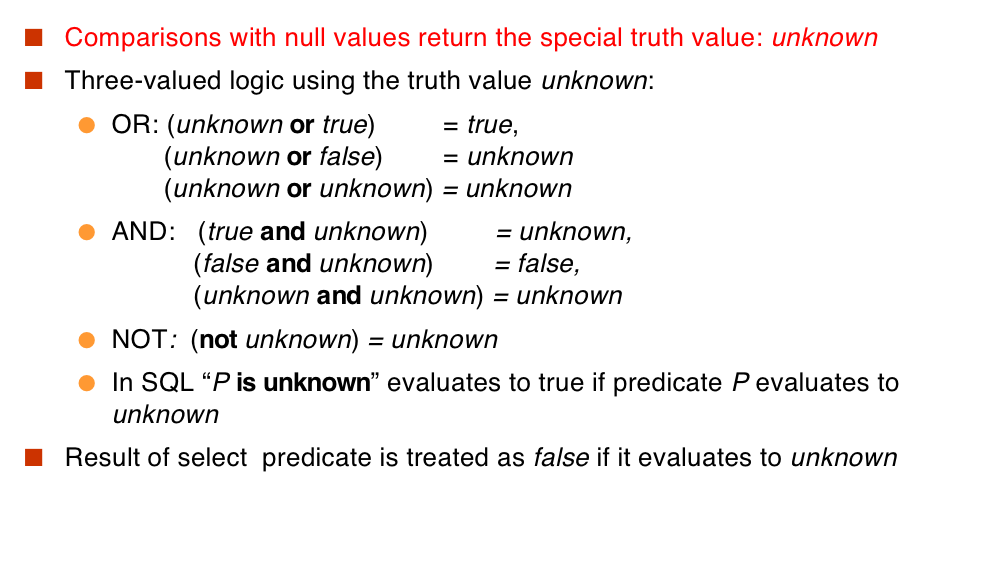 Comparisons with null values return the special truth value: unknown
Three-valued logic using the truth value unknown:
OR: (unknown or true) = true,
(unknown or false) = unknown
(unknown or unknown) = unknown
AND: (true and unknown) = unknown,
(false and unknown) = false,
(unknown and unknown) = unknown
NOT: (not unknown) = unknown
In SQL “P is unknown” evaluates to true if predicate P evaluates to
unknown
Result of select predicate is treated as false if it evaluates to unknown